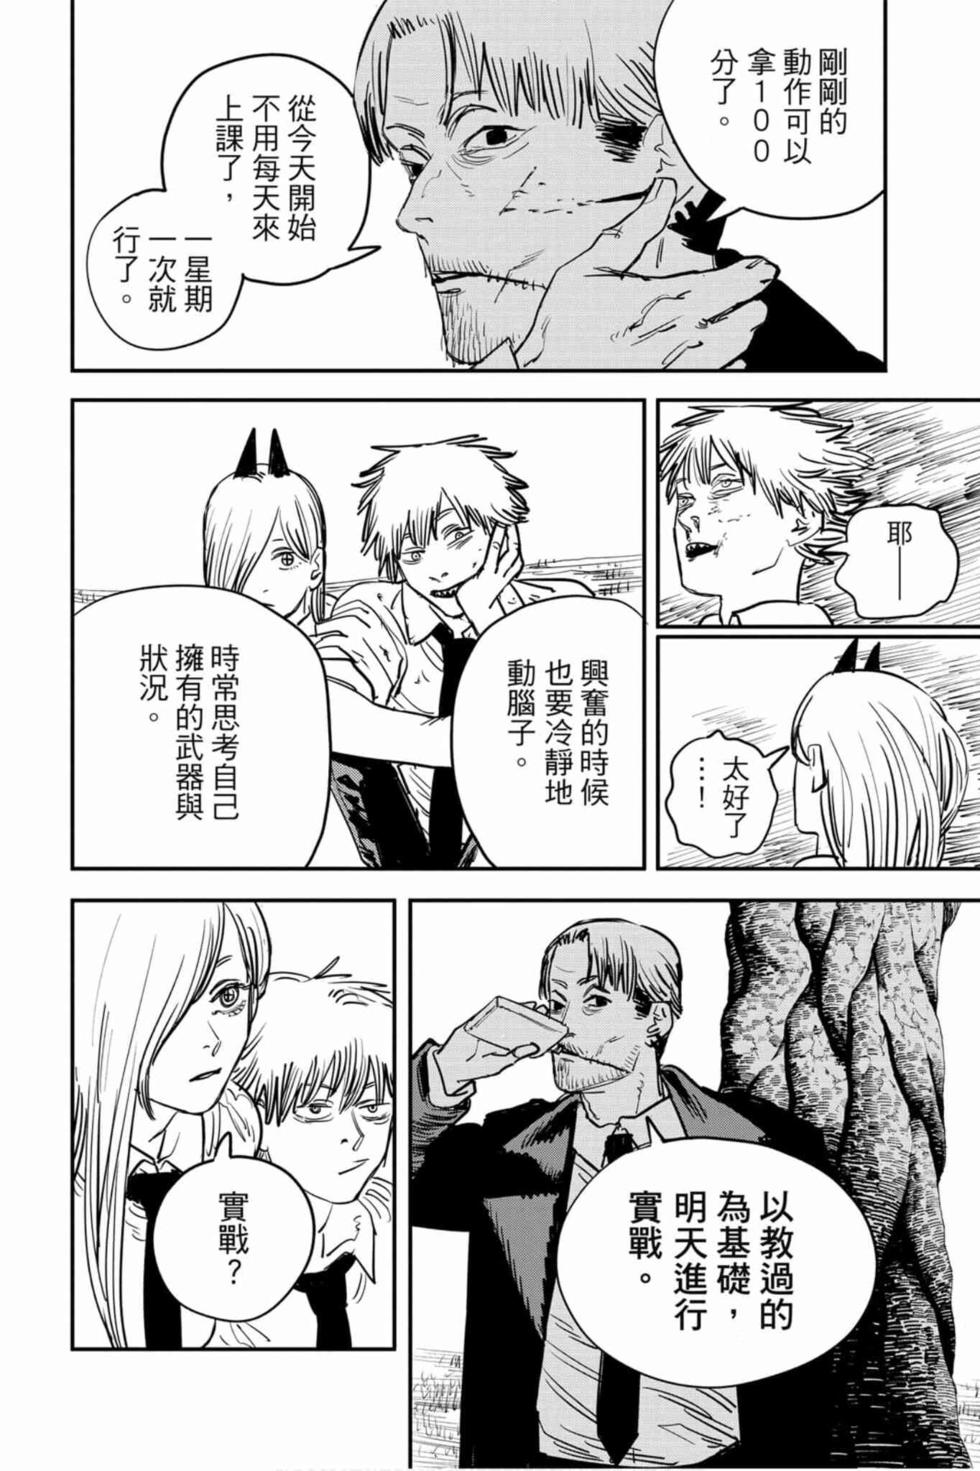 剛剛的
動作可以
拿100
分了。
從今天開始
不用每天來
上課了，
一星期
一次就
行了。
耶——
太好了
…！
興奮的時候
也要冷靜地
動腦子。
時常思考自己
擁有的武器與
狀況。
以教過的
為基礎，
明天進行
實戰。
實戰？